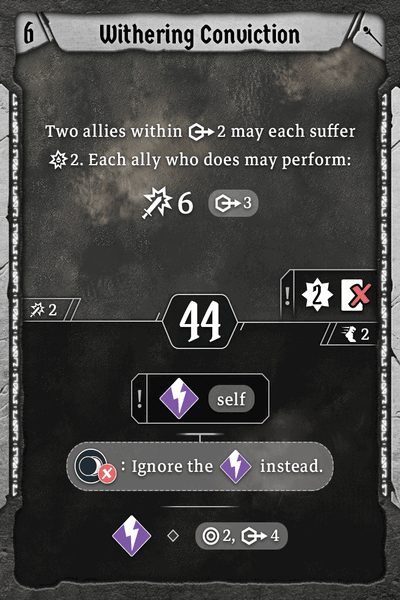 6 Withering Conviction
Two allies within 2 may each suffer
2. Each ally who does may perform:
6 3
! 2
2 44
2
! self
: Ignore the instead.
2, 4